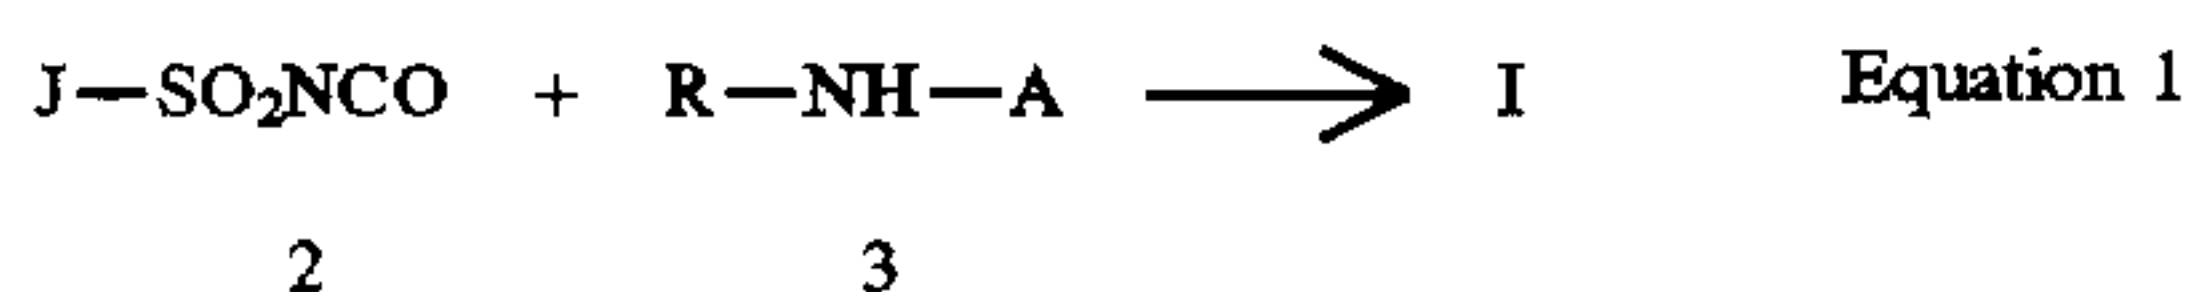 J—SO₂NCO + R—NH—A ⟶ I Equation 1
2 3